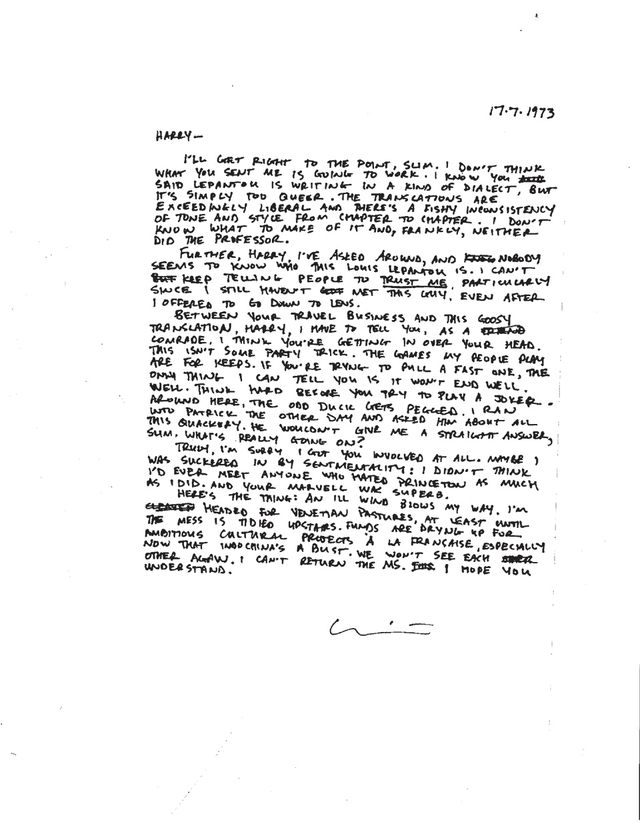 17.7.1973
HARRY—
I'LL GET RIGHT TO THE POINT, SLIM. I DON'T THINK
WHAT YOU SENT ME IS GOING TO WORK. I KNOW YOU
SAID LEPANTOU IS WRITING IN A KIND OF DIALECT, BUT
IT'S SIMPLY TOO QUEER. THE TRANSLATIONS ARE
EXCEEDINGLY LIBERAL AND THERE'S A FISHY INCONSISTENCY
OF TONE AND STYLE FROM CHAPTER TO CHAPTER. I DON'T
KNOW WHAT TO MAKE OF IT AND, FRANKLY, NEITHER
DID THE PROFESSOR.
FURTHER, HARRY, I'VE ASKED AROUND, AND NOBODY
SEEMS TO KNOW WHO THIS LOUIS LEPANTOU IS. I CAN'T
KEEP TELLING PEOPLE TO TRUST ME, PARTICULARLY
SINCE I STILL HAVEN'T MET THIS GUY, EVEN AFTER
I OFFERED TO GO DOWN TO LENS.
BETWEEN YOUR TRAVEL BUSINESS AND THIS GOOSY
TRANSLATION, HARRY, I HAVE TO TELL YOU, AS A
COMRADE, I THINK YOU'RE GETTING IN OVER YOUR HEAD.
THIS ISN'T SOME PARTY TRICK. THE GAMES MY PEOPLE PLAY
ARE FOR KEEPS. IF YOU'RE TRYNG TO PULL A FAST ONE, THE
ONLY THING I CAN TELL YOU IS IT WON'T END WELL.
WELL. THINK HARD BEFORE YOU TRY TO PLAY A JOKER.
AROUND HERE, THE ODD DUCK GETS PEGGED. I RAN
INTO PATRICK THE OTHER DAY AND ASKED HIM ABOUT ALL
THIS QUACKERY. HE WOULDN'T GIVE ME A STRAIGHT ANSWER,
SLIM. WHAT'S REALLY GOING ON?
TRULY, I'M SORRY I GOT YOU INVOLVED AT ALL. MAYBE I
WAS SUCKERED IN BY SENTMENTALITY: I DIDN'T THINK
I'D EVER MEET ANYONE WHO HATED PRINCETON AS MUCH
AS I DID. AND YOUR MARVELL WAS SUPERB.
HERE'S THE THING: AN ILL WIND BLOWS MY WAY. I'M
HEADED FOR VENETIAN PASTURES, AT LEAST UNTIL
THE MESS IS TIDIED UPSTAIRS. FUNDS ARE DRYNG UP FOR
AMBITIOUS CULTURAL PROJECTS À LA FRANÇAISE, ESPECIALLY
NOW THAT INDOCHINA'S A BUST. WE WON'T SEE EACH
OTHER AGAIN. I CAN'T RETURN THE MS. I HOPE YOU
UNDERSTAND.